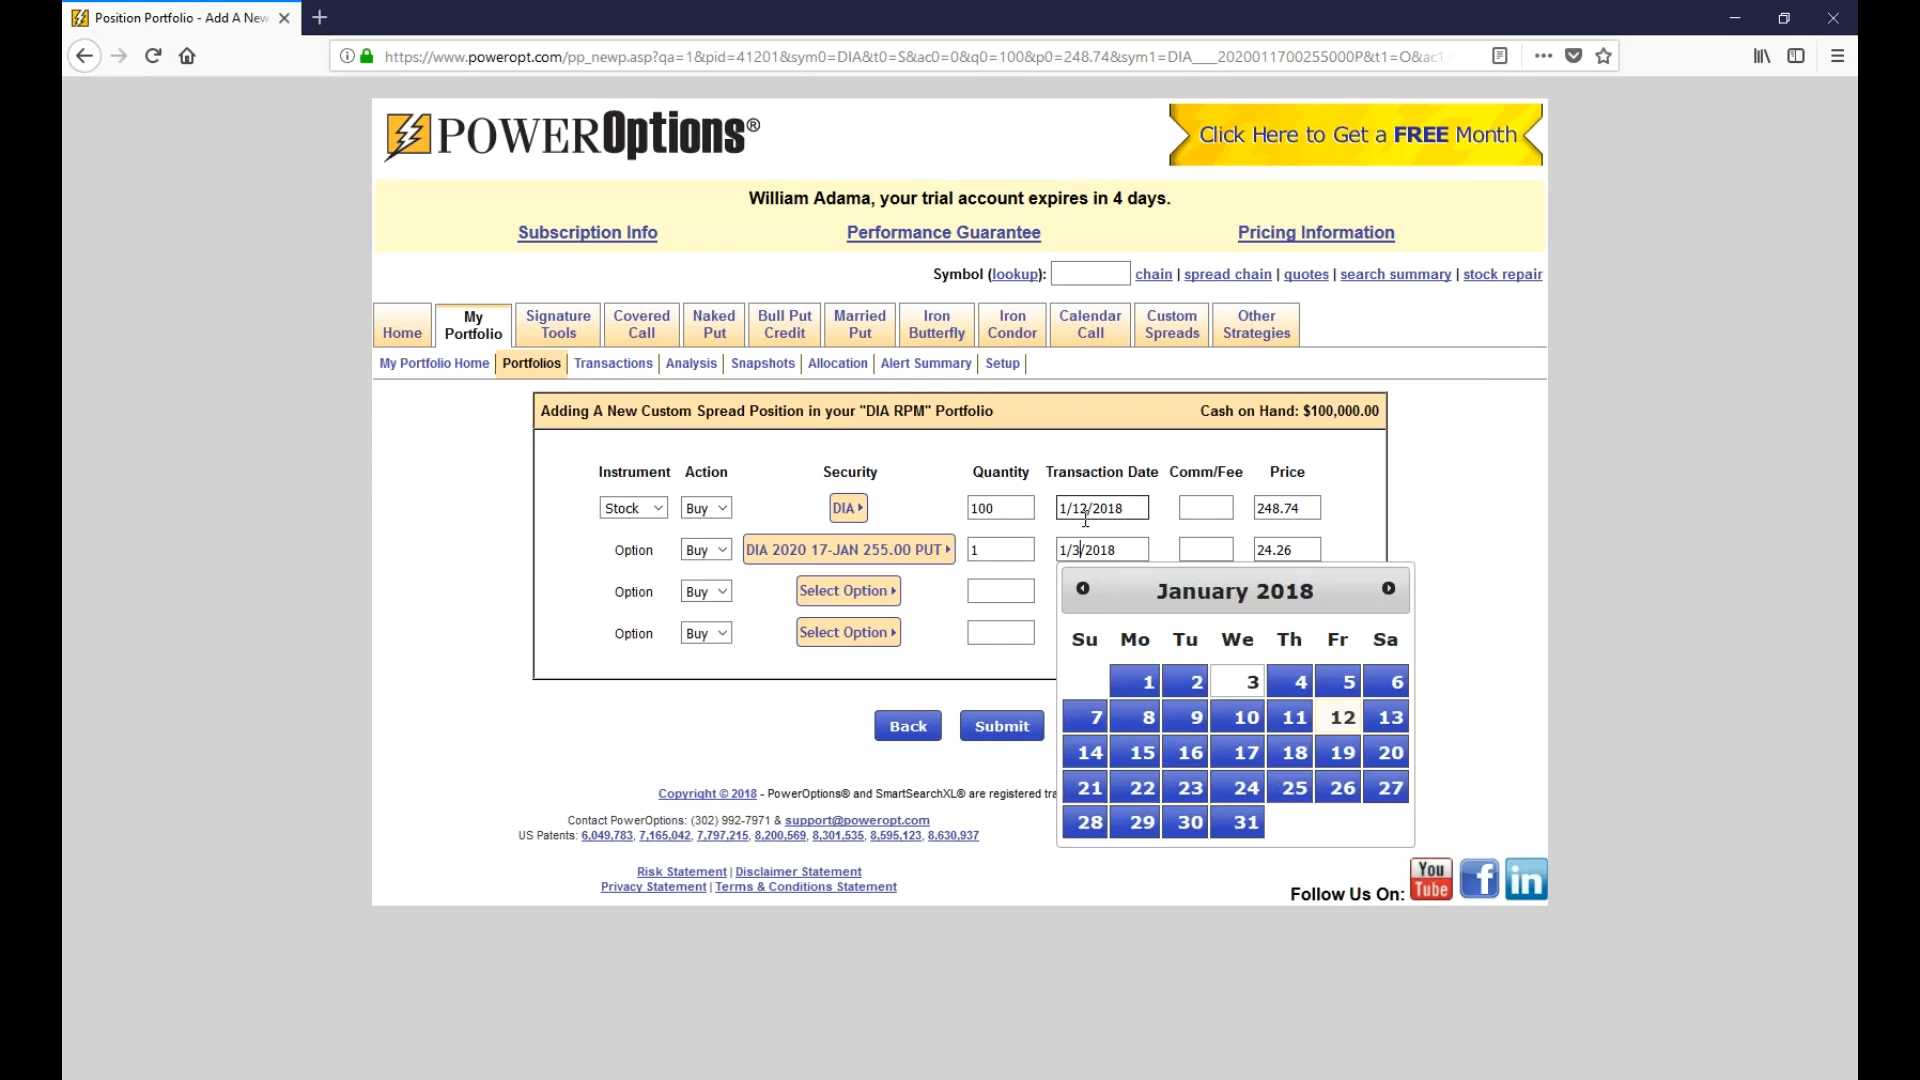 Position Portfolio - Add A New
https://www.poweropt.com/pp_newp.asp?qa=1&pid=41201&sym0=DIA&t0=S&ac0=0&q0=100&p0=248.74&sym1=DIA___2020011700255000P&t1=O&ac1=
POWEROptions®
Click Here to Get a FREE Month
William Adama, your trial account expires in 4 days.
Subscription Info Performance Guarantee Pricing Information
Symbol (lookup): chain | spread chain | quotes | search summary | stock repair
Home My Portfolio Signature Tools Covered Call Naked Put Bull Put Credit Married Put Iron Butterfly Iron Condor Calendar Call Custom Spreads Other Strategies
My Portfolio Home Portfolios Transactions Analysis Snapshots Allocation Alert Summary Setup
Adding A New Custom Spread Position in your "DIA RPM" Portfolio Cash on Hand: $100,000.00
Instrument Action Security Quantity Transaction Date Comm/Fee Price
Stock Buy DIA 100 1/12/2018 248.74
Option Buy DIA 2020 17-JAN 255.00 PUT 1 1/3/2018 24.26
Option Buy Select Option
Option Buy Select Option
January 2018
Su Mo Tu We Th Fr Sa
1 2 3 4 5 6
7 8 9 10 11 12 13
14 15 16 17 18 19 20
21 22 23 24 25 26 27
28 29 30 31
Back Submit
Copyright © 2018 - PowerOptions® and SmartSearchXL® are registered tra
Contact PowerOptions: (302) 992-7971 & support@poweropt.com
US Patents: 6,049,783, 7,165,042, 7,797,215, 8,200,569, 8,301,535, 8,595,123, 8,630,937
Risk Statement | Disclaimer Statement
Privacy Statement | Terms & Conditions Statement
Follow Us On: You Tube f in